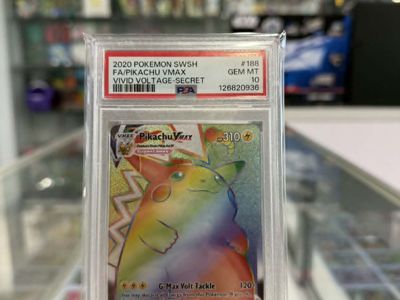 2020 POKEMON SWSH #188
FA/PIKACHU VMAX GEM MT
VIVID VOLTAGE-SECRET 10
PSA 126820936
VMAX Pikachu VMAX 310
G-Max Volt Tackle 120+